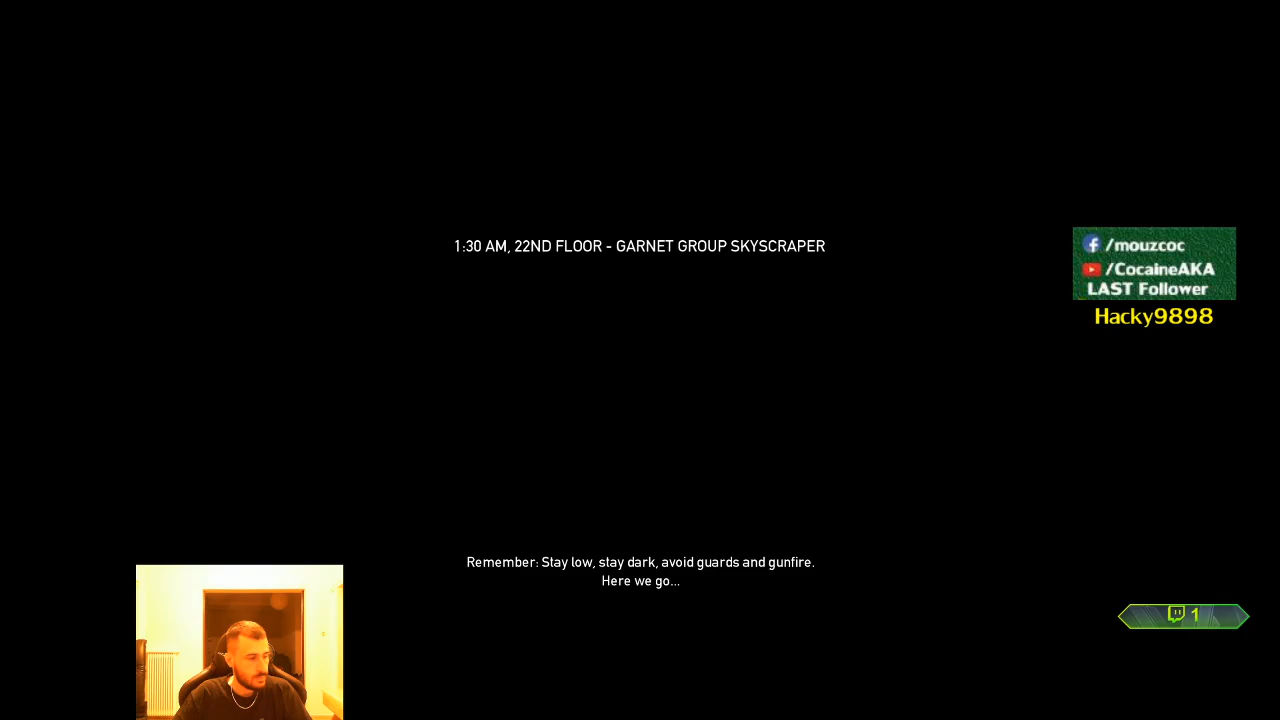 1:30 AM, 22ND FLOOR - GARNET GROUP SKYSCRAPER
/mouzcoc
/CocaineAKA
LAST Follower
Hacky9898
Remember: Stay low, stay dark, avoid guards and gunfire.
Here we go...
1